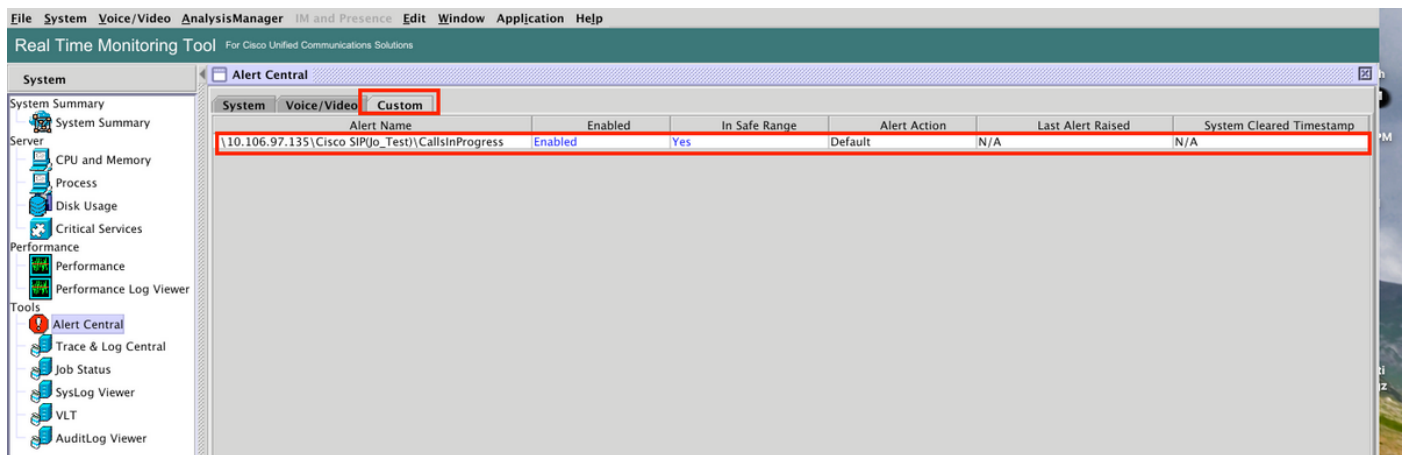 File System Voice/Video AnalysisManager IM and Presence Edit Window Application Help
Real Time Monitoring Tool For Cisco Unified Communications Solutions
System
System Summary
System Summary
Server
CPU and Memory
Process
Disk Usage
Critical Services
Performance
Performance
Performance Log Viewer
Tools
Alert Central
Trace & Log Central
Job Status
SysLog Viewer
VLT
AuditLog Viewer
Alert Central
System Voice/Video Custom
Alert Name Enabled In Safe Range Alert Action Last Alert Raised System Cleared Timestamp
\10.106.97.135\Cisco SIP(Jo_Test)\CallsInProgress Enabled Yes Default N/A N/A